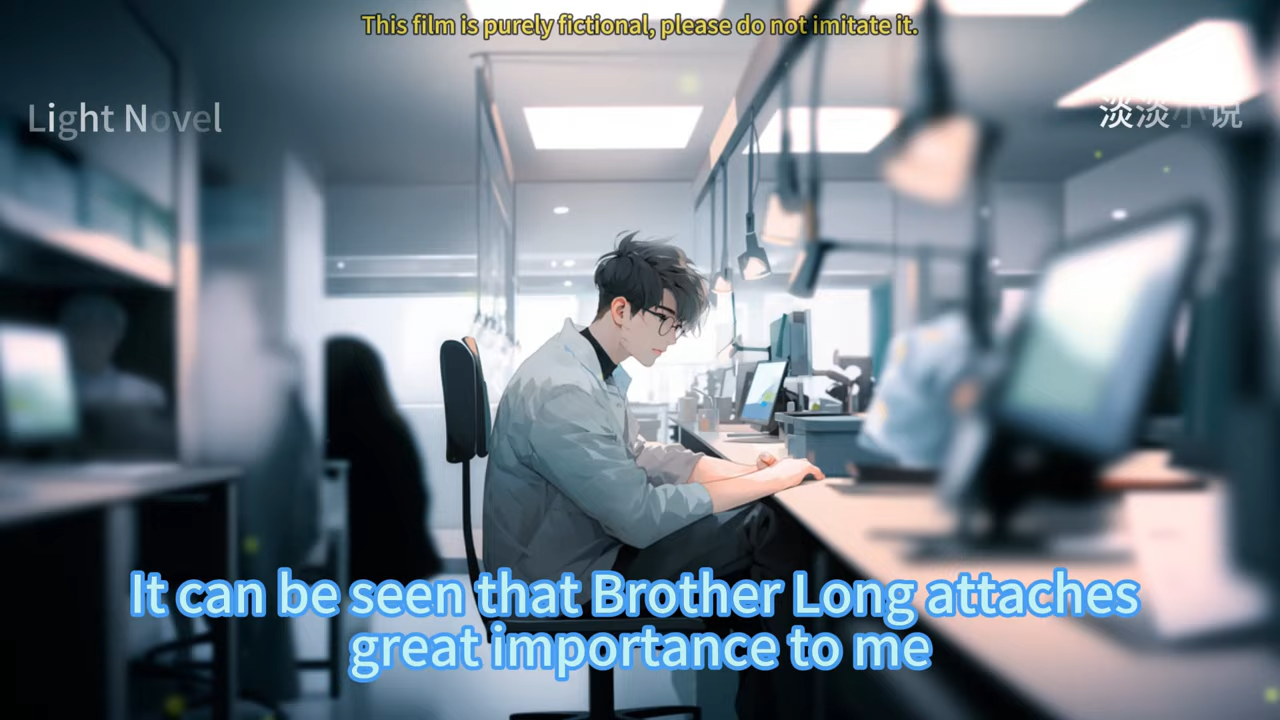 This film is purely fictional, please do not imitate it.
Light Novel
淡淡小说
It can be seen that Brother Long attaches
great importance to me